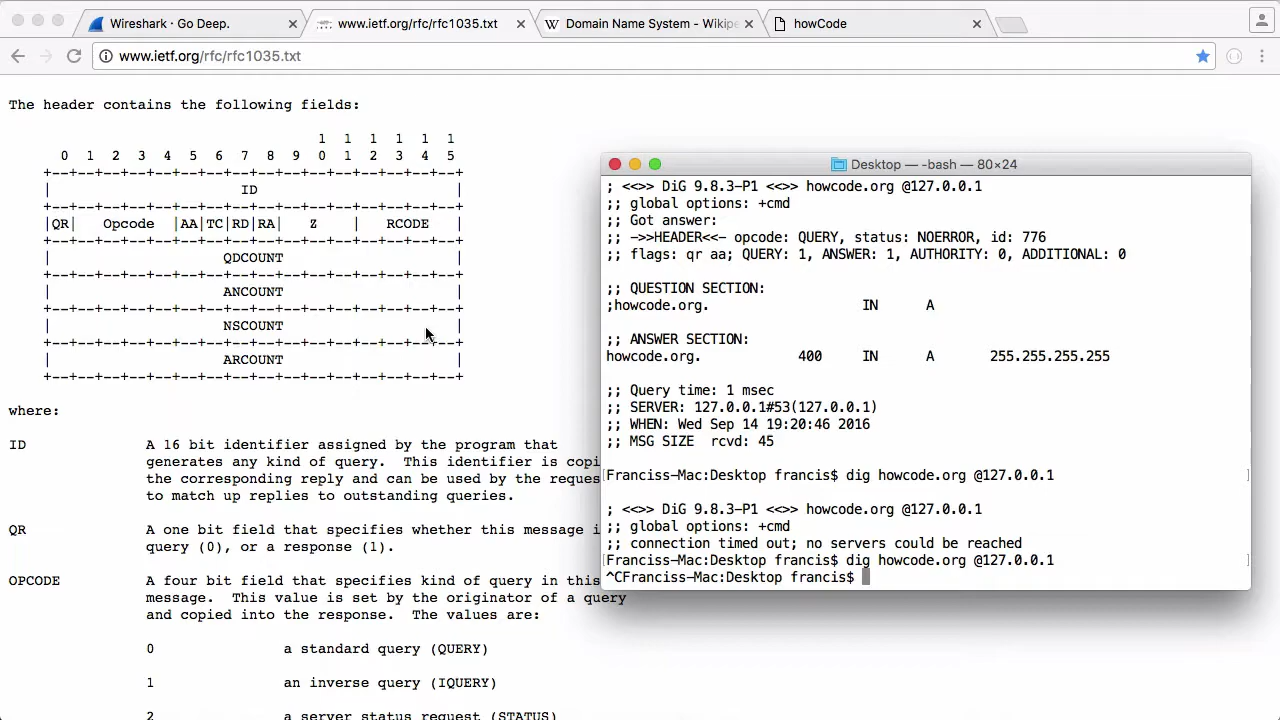 Wireshark · Go Deep.
www.ietf.org/rfc/rfc1035.txt
Domain Name System - Wikipe
howCode
www.ietf.org/rfc/rfc1035.txt
The header contains the following fields:
1 1 1 1 1 1
0 1 2 3 4 5 6 7 8 9 0 1 2 3 4 5
+--+--+--+--+--+--+--+--+--+--+--+--+--+--+--+--+
| ID |
+--+--+--+--+--+--+--+--+--+--+--+--+--+--+--+--+
|QR| Opcode |AA|TC|RD|RA| Z | RCODE |
+--+--+--+--+--+--+--+--+--+--+--+--+--+--+--+--+
| QDCOUNT |
+--+--+--+--+--+--+--+--+--+--+--+--+--+--+--+--+
| ANCOUNT |
+--+--+--+--+--+--+--+--+--+--+--+--+--+--+--+--+
| NSCOUNT |
+--+--+--+--+--+--+--+--+--+--+--+--+--+--+--+--+
| ARCOUNT |
+--+--+--+--+--+--+--+--+--+--+--+--+--+--+--+--+
where:
ID A 16 bit identifier assigned by the program that
generates any kind of query. This identifier is copi
the corresponding reply and can be used by the reques
to match up replies to outstanding queries.
QR A one bit field that specifies whether this message i
query (0), or a response (1).
OPCODE A four bit field that specifies kind of query in this
message. This value is set by the originator of a query
and copied into the response. The values are:
0 a standard query (QUERY)
1 an inverse query (IQUERY)
2 a server status request (STATUS)
Desktop — -bash — 80×24
; <<>> DiG 9.8.3-P1 <<>> howcode.org @127.0.0.1
;; global options: +cmd
;; Got answer:
;; ->>HEADER<<- opcode: QUERY, status: NOERROR, id: 776
;; flags: qr aa; QUERY: 1, ANSWER: 1, AUTHORITY: 0, ADDITIONAL: 0
;; QUESTION SECTION:
;howcode.org. IN A
;; ANSWER SECTION:
howcode.org. 400 IN A 255.255.255.255
;; Query time: 1 msec
;; SERVER: 127.0.0.1#53(127.0.0.1)
;; WHEN: Wed Sep 14 19:20:46 2016
;; MSG SIZE rcvd: 45
[Franciss-Mac:Desktop francis$ dig howcode.org @127.0.0.1 ]
; <<>> DiG 9.8.3-P1 <<>> howcode.org @127.0.0.1
;; global options: +cmd
;; connection timed out; no servers could be reached
[Franciss-Mac:Desktop francis$ dig howcode.org @127.0.0.1 ]
^CFranciss-Mac:Desktop francis$